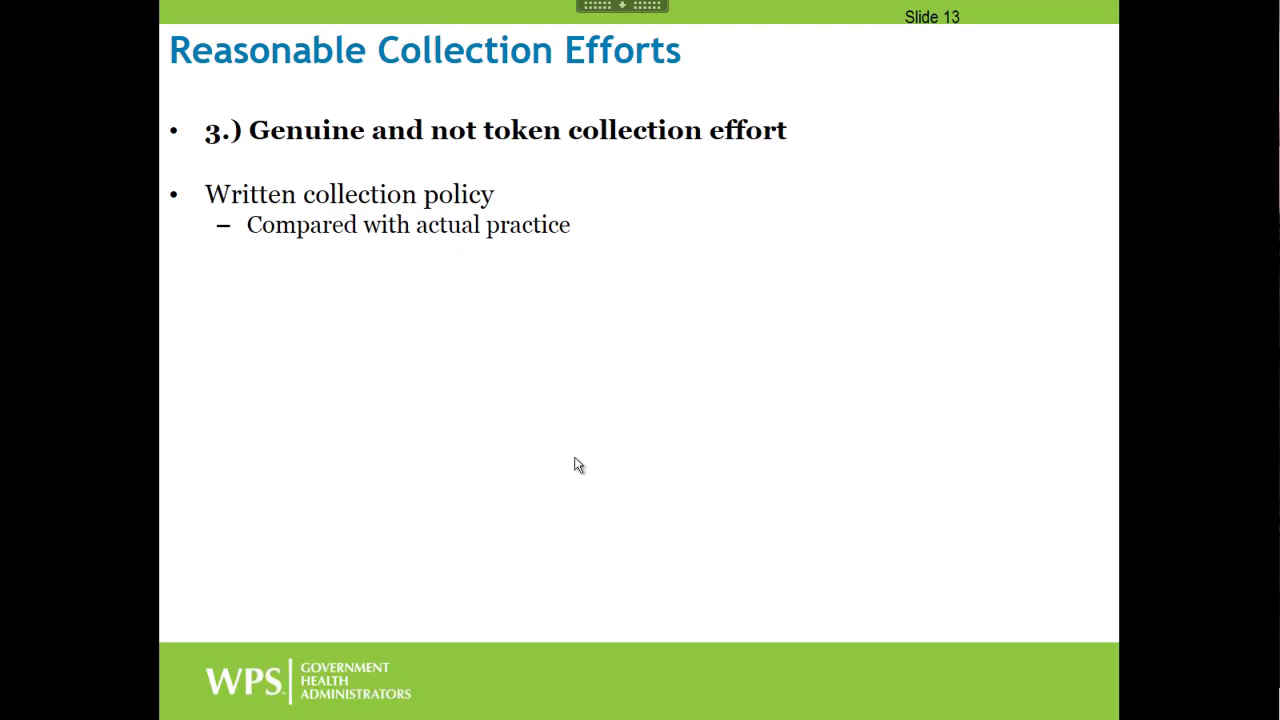 Slide 13
Reasonable Collection Efforts
• 3.) Genuine and not token collection effort
• Written collection policy
– Compared with actual practice
WPS
GOVERNMENT
HEALTH
ADMINISTRATORS